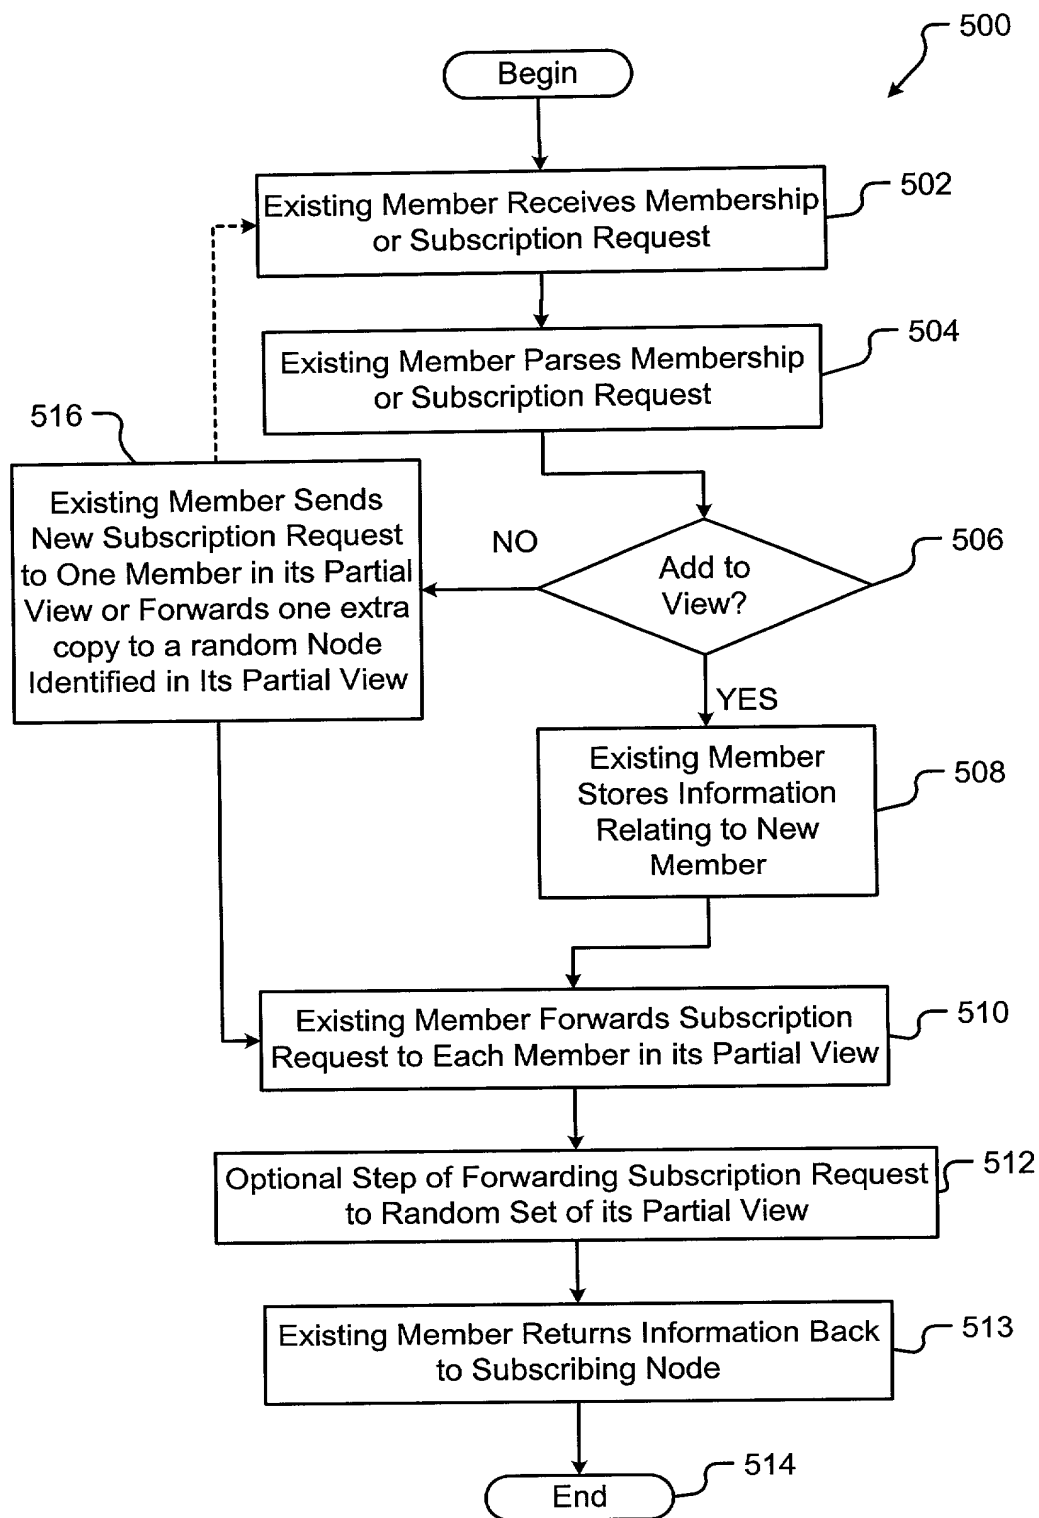 500
Begin
Existing Member Receives Membership
or Subscription Request
502
Existing Member Parses Membership
or Subscription Request
504
516
Existing Member Sends
New Subscription Request
to One Member in its Partial
View or Forwards one extra
copy to a random Node
Identified in Its Partial View
NO
Add to
View?
506
YES
Existing Member
Stores Information
Relating to New
Member
508
Existing Member Forwards Subscription
Request to Each Member in its Partial View
510
Optional Step of Forwarding Subscription Request
to Random Set of its Partial View
512
Existing Member Returns Information Back
to Subscribing Node
513
End
514